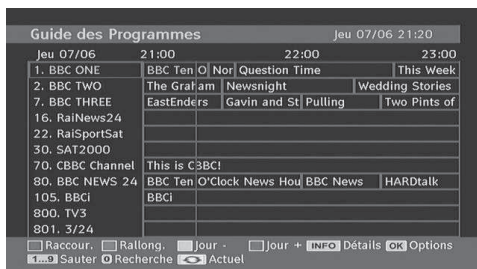 Guide des Programmes Jeu 07/06 21:20
Jeu 07/06 21:00 22:00 23:00
1. BBC ONE BBC Ten O Nor Question Time This Week
2. BBC TWO The Graham Newsnight Wedding Stories
7. BBC THREE EastEnders Gavin and St Pulling Two Pints of
16. RaiNews24
22. RaiSportSat
30. SAT2000
70. CBBC Channel This is CBBC!
80. BBC NEWS 24 BBC Ten O'Clock News Hou BBC News HARDtalk
105. BBCi BBCi
800. TV3
801. 3/24
Raccour. Rallong. Jour - Jour + INFO Détails OK Options
1...9 Sauter 0 Recherche Actuel